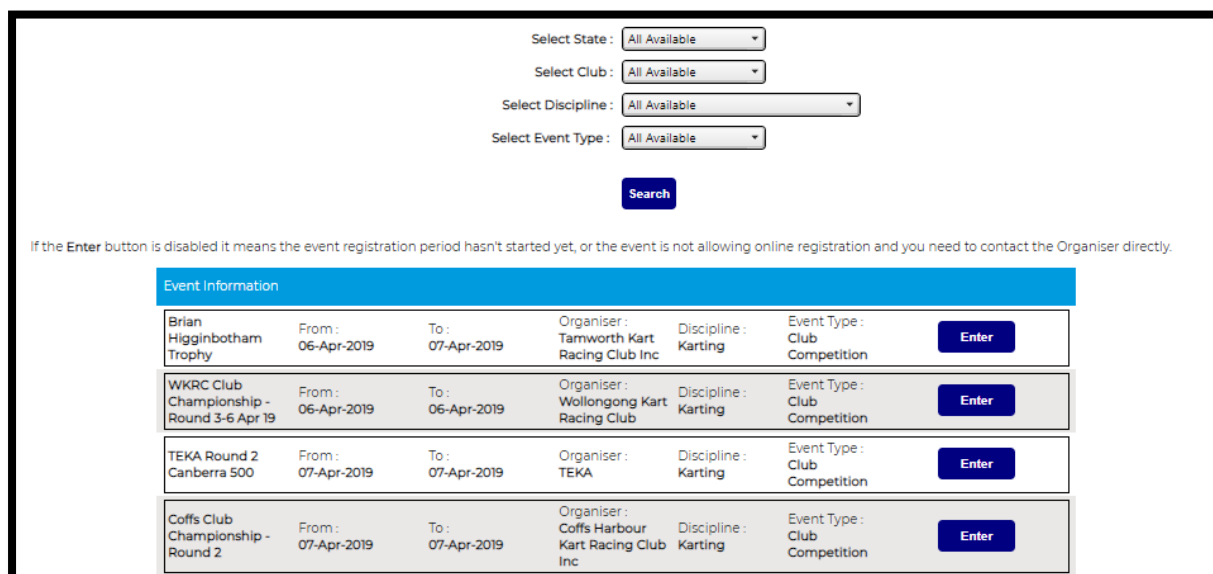 Select State : All Available
Select Club : All Available
Select Discipline : All Available
Select Event Type : All Available
Search
If the Enter button is disabled it means the event registration period hasn't started yet, or the event is not allowing online registration and you need to contact the Organiser directly.
Event Information
Brian
Higginbotham
Trophy
From :
06-Apr-2019
To :
07-Apr-2019
Organiser :
Tamworth Kart
Racing Club Inc
Discipline :
Karting
Event Type :
Club
Competition
Enter
WKRC Club
Championship -
Round 3-6 Apr 19
From :
06-Apr-2019
To :
06-Apr-2019
Organiser :
Wollongong Kart
Racing Club
Discipline :
Karting
Event Type :
Club
Competition
Enter
TEKA Round 2
Canberra 500
From :
07-Apr-2019
To :
07-Apr-2019
Organiser :
TEKA
Discipline :
Karting
Event Type :
Club
Competition
Enter
Coffs Club
Championship -
Round 2
From :
07-Apr-2019
To :
07-Apr-2019
Organiser :
Coffs Harbour
Kart Racing Club
Inc
Discipline :
Karting
Event Type :
Club
Competition
Enter